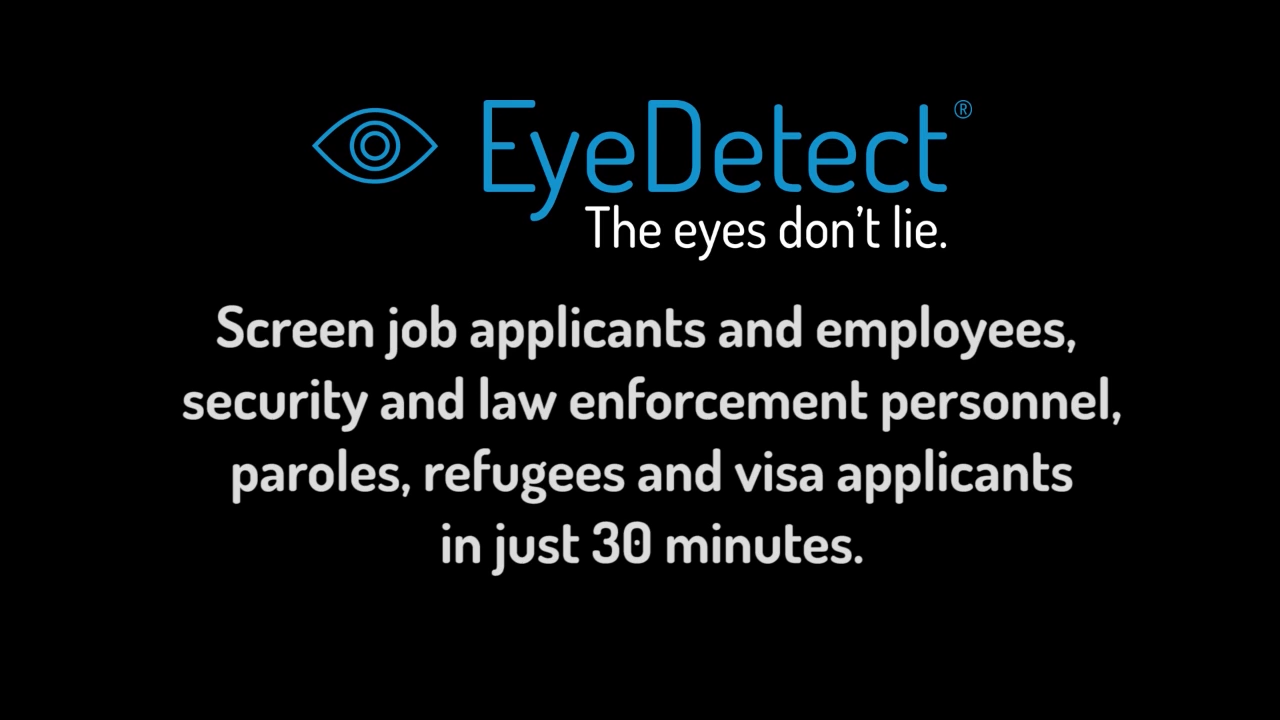 EyeDetect®
The eyes don’t lie.
Screen job applicants and employees,
security and law enforcement personnel,
paroles, refugees and visa applicants
in just 30 minutes.